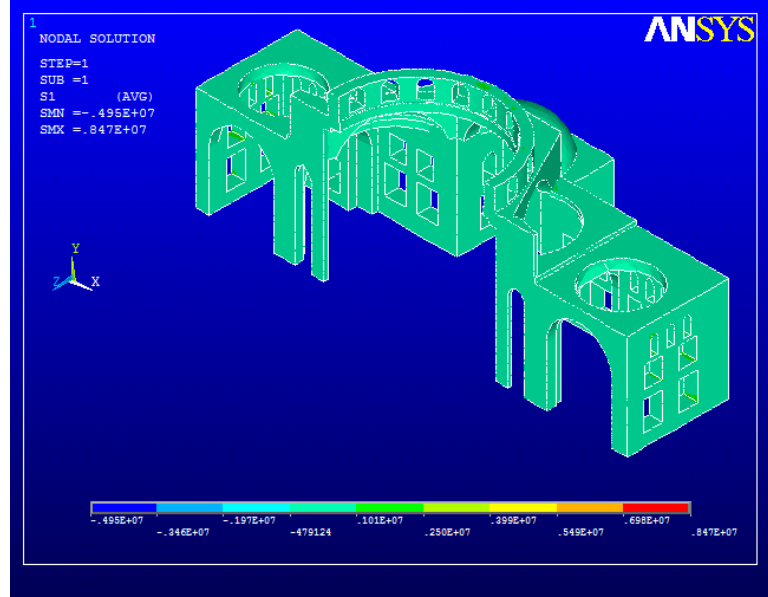 1
ANSYS
NODAL SOLUTION
STEP=1
SUB =1
S1 (AVG)
SMN =-.495E+07
SMX =.847E+07
Y
Z X
-.495E+07 -.197E+07 .101E+07 .399E+07 .698E+07
-.346E+07 -479124 .250E+07 .549E+07 .847E+07